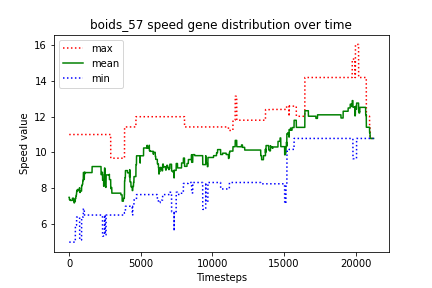 boids_57 speed gene distribution over time
max
mean
min
Speed value
16
14
12
10
8
6
0
5000
10000
15000
20000
Timesteps